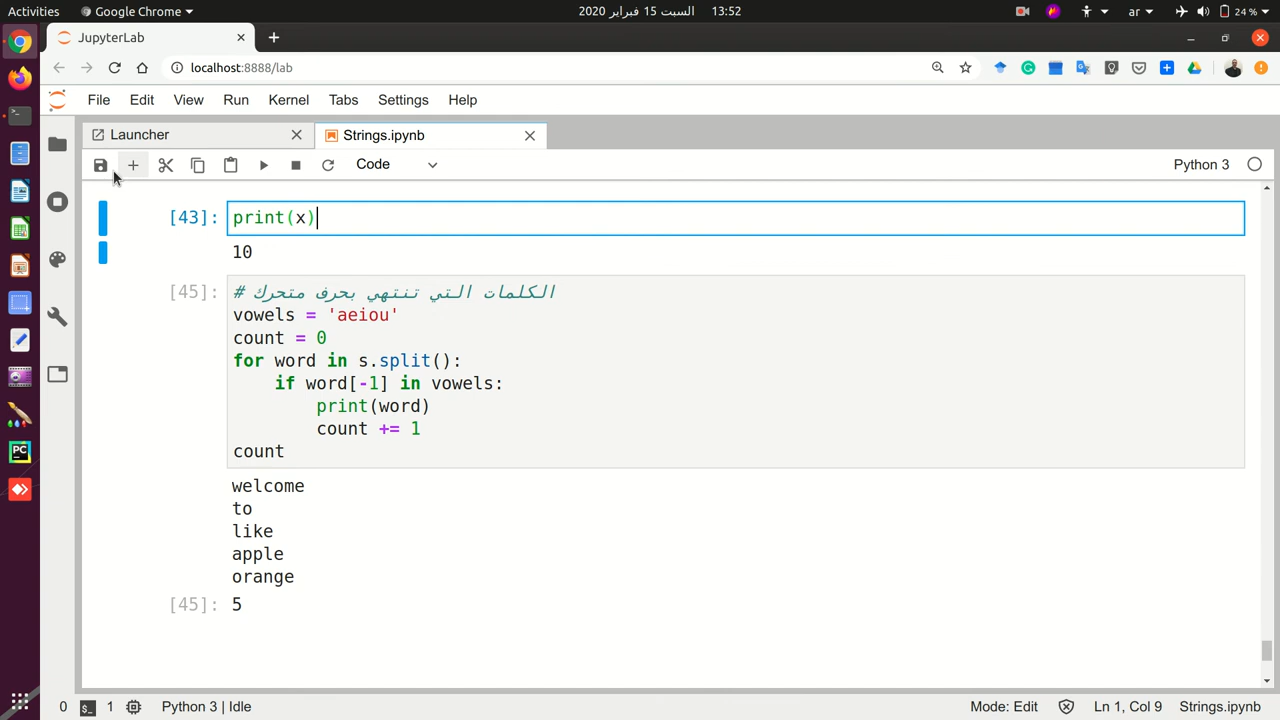 Activities
Google Chrome
السبت 15 فبراير 2020 13:52
ar
24 %
JupyterLab
localhost:8888/lab
File Edit View Run Kernel Tabs Settings Help
Launcher
Strings.ipynb
Code
Python 3
[43]: print(x)
10
[45]: # الكلمات التي تنتهي بحرف متحرك
vowels = 'aeiou'
count = 0
for word in s.split():
if word[-1] in vowels:
print(word)
count += 1
count
welcome
to
like
apple
orange
[45]: 5
PC
0 1 Python 3 | Idle
Mode: Edit Ln 1, Col 9 Strings.ipynb